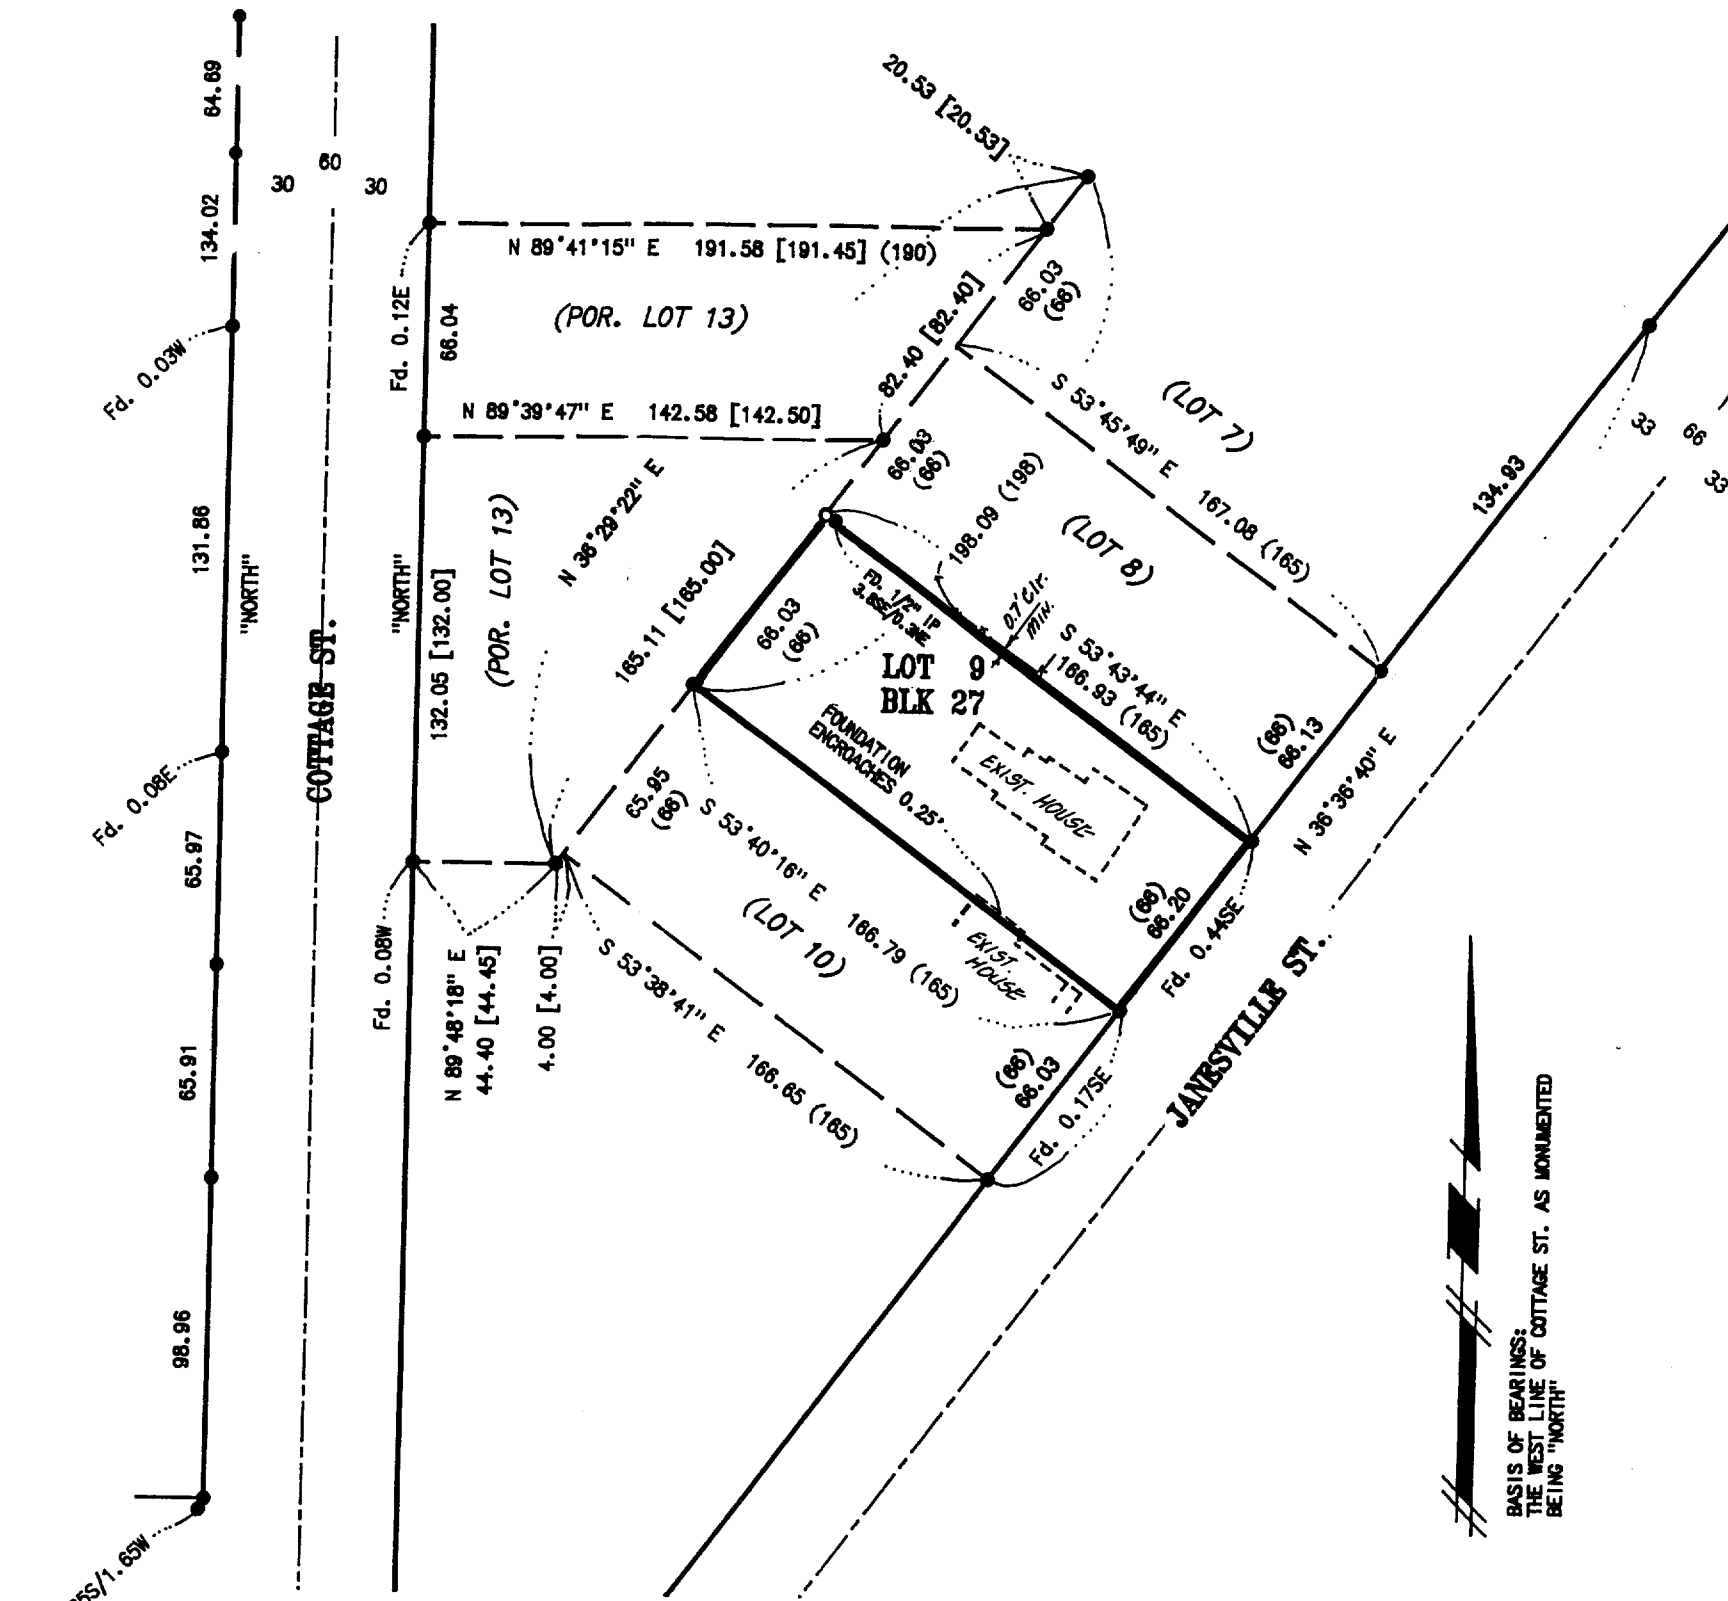 64.69
134.02
30
60
30
20.53 [20.53]
N 89°41'15" E 191.58 [191.45] (190)
Fd. 0.12E
66.04
(POR. LOT 13)
82.40 [82.40]
66.03
(66)
Fd. 0.03W
N 89°39'47" E 142.58 [142.50]
S 53°45'49" E 167.08 (165)
(LOT 7)
33
66
33
134.93
66.03
(66)
198.09 (198)
(LOT 8)
131.86
"NORTH"
COTTAGE ST.
"NORTH"
132.05 [132.00]
(POR. LOT 13)
N 36°29'22" E
165.11 [165.00]
66.03
(66)
FD. 1/2" IP
3.8SE/0.3NE
0.7' Clr.
MIN.
S 53°43'44" E
166.93 (165)
LOT 9
BLK 27
FOUNDATION
ENCROACHES 0.25'
EXIST. HOUSE
(66)
66.13
N 36°36'40" E
Fd. 0.08E
65.97
65.95
(66)
S 53°40'16" E 166.79 (165)
(LOT 10)
EXIST.
HOUSE
(66)
66.20
Fd. 0.44SE
JANESVILLE ST.
Fd. 0.08W
N 89°48'18" E
44.40 [44.45]
4.00 [4.00]
S 53°38'41" E 166.65 (165)
(66)
66.03
Fd. 0.17SE
65.91
98.96
5S/1.65W
BASIS OF BEARINGS:
THE WEST LINE OF COTTAGE ST. AS MONUMENTED
BEING "NORTH"